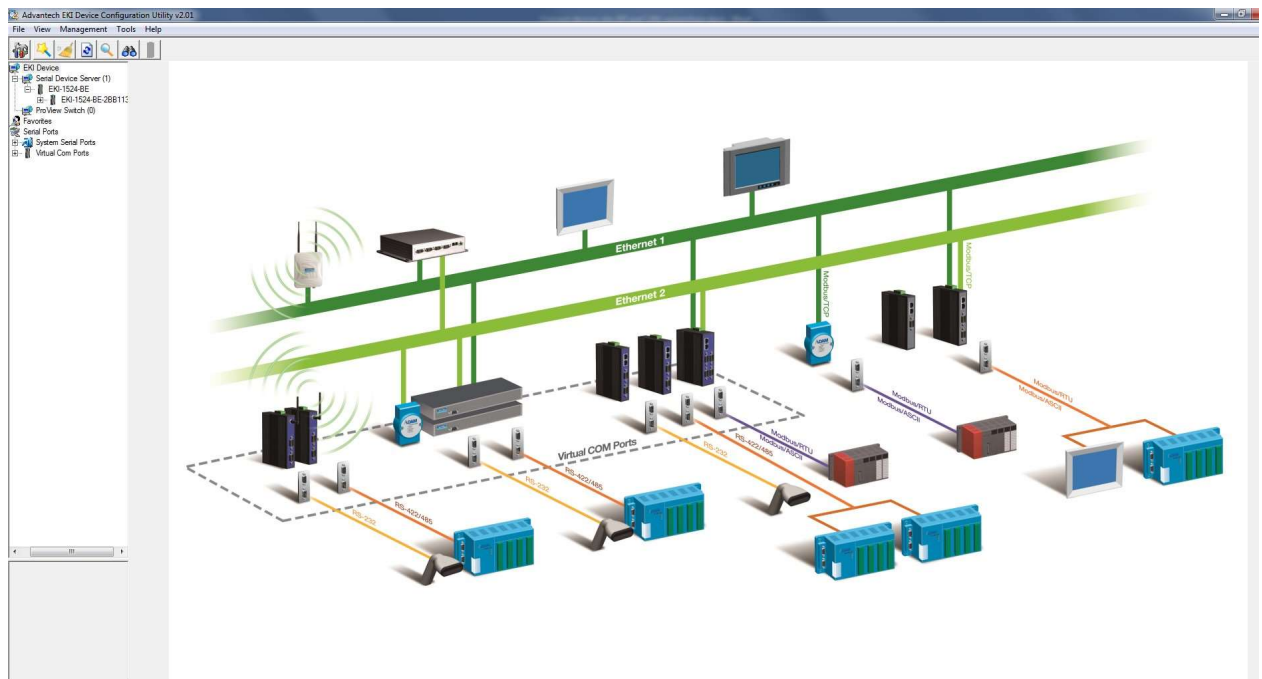 Advantech EKI Device Configuration Utility v2.01
File View Management Tools Help
EKI Device
Serial Device Server (1)
EKI-1524-BE
EKI-1524-BE-2BB113
ProView Switch (0)
Favorites
Serial Ports
System Serial Ports
Virtual Com Ports
Ethernet 1
Ethernet 2
Modbus/TCP
Modbus/TCP
Virtual COM Ports
RS-232
RS-422/485
RS-232
RS-422/485
RS-232
RS-422/485
Modbus/RTU
Modbus/ASCII
Modbus/RTU
Modbus/ASCII
Modbus/RTU
Modbus/ASCII